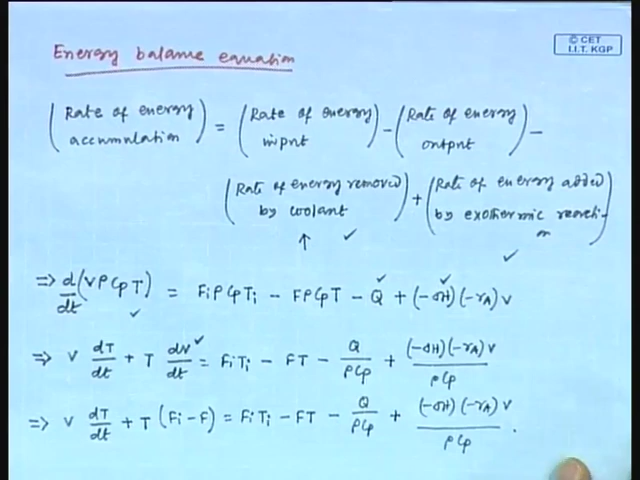 Energy balance equation
© CET
I.I.T. KGP
(Rate of energy accumulation) = (Rate of energy input) - (Rate of energy output) -
(Rate of energy removed by coolant) + (Rate of energy added by exothermic reaction)
↑ ✓ ✓
⇒ d/dt (VρCpT) = FiρCpTi - FρCpT - Q + (-ΔH)(-rA)V
⇒ V dT/dt + T dV/dt = FiTi - FT - Q/ρCp + (-ΔH)(-rA)V/ρCp
⇒ V dT/dt + T (Fi-F) = FiTi - FT - Q/ρCp + (-ΔH)(-rA)V/ρCp .